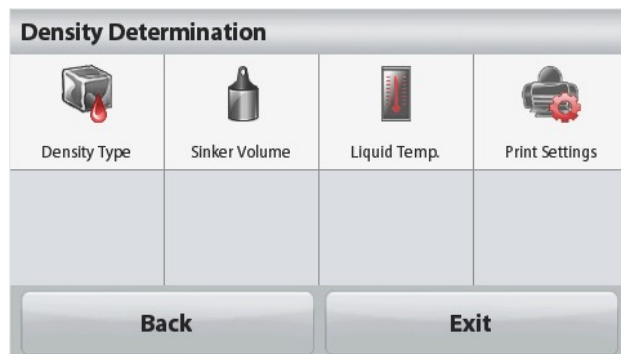 Density Determination
Density Type
Sinker Volume
Liquid Temp.
Print Settings
Back
Exit